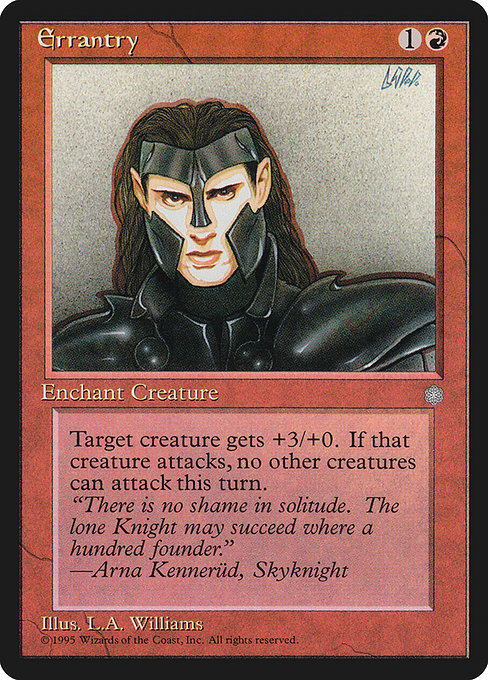 Errantry
1
Enchant Creature
Target creature gets +3/+0. If that
creature attacks, no other creatures
can attack this turn.
“There is no shame in solitude. The
lone Knight may succeed where a
hundred founder.”
—Arna Kennerüd, Skyknight
Illus. L.A. Williams
©1995 Wizards of the Coast, Inc. All rights reserved.